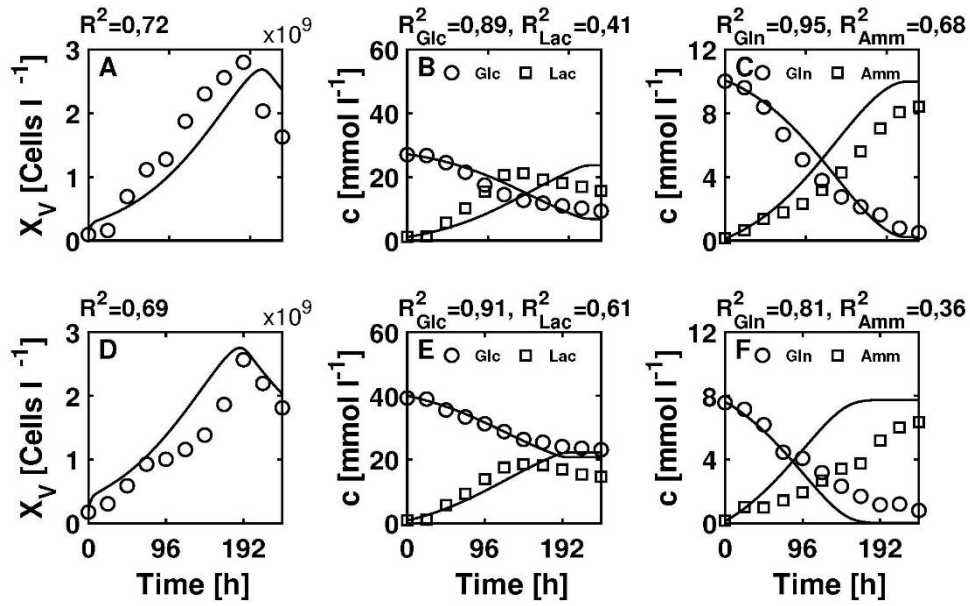 R²=0,72
x10⁹
A
3
2
1
0
X_V [Cells l⁻¹]
R²_Glc=0,89, R²_Lac=0,41
B
Glc
Lac
60
40
20
0
c [mmol l⁻¹]
R²_Gln=0,95, R²_Amm=0,68
C
Gln
Amm
12
8
4
0
c [mmol l⁻¹]
R²=0,69
x10⁹
D
3
2
1
0
X_V [Cells l⁻¹]
0 96 192
Time [h]
R²_Glc=0,91, R²_Lac=0,61
E
Glc
Lac
60
40
20
0
c [mmol l⁻¹]
0 96 192
Time [h]
R²_Gln=0,81, R²_Amm=0,36
F
Gln
Amm
12
8
4
0
c [mmol l⁻¹]
0 96 192
Time [h]